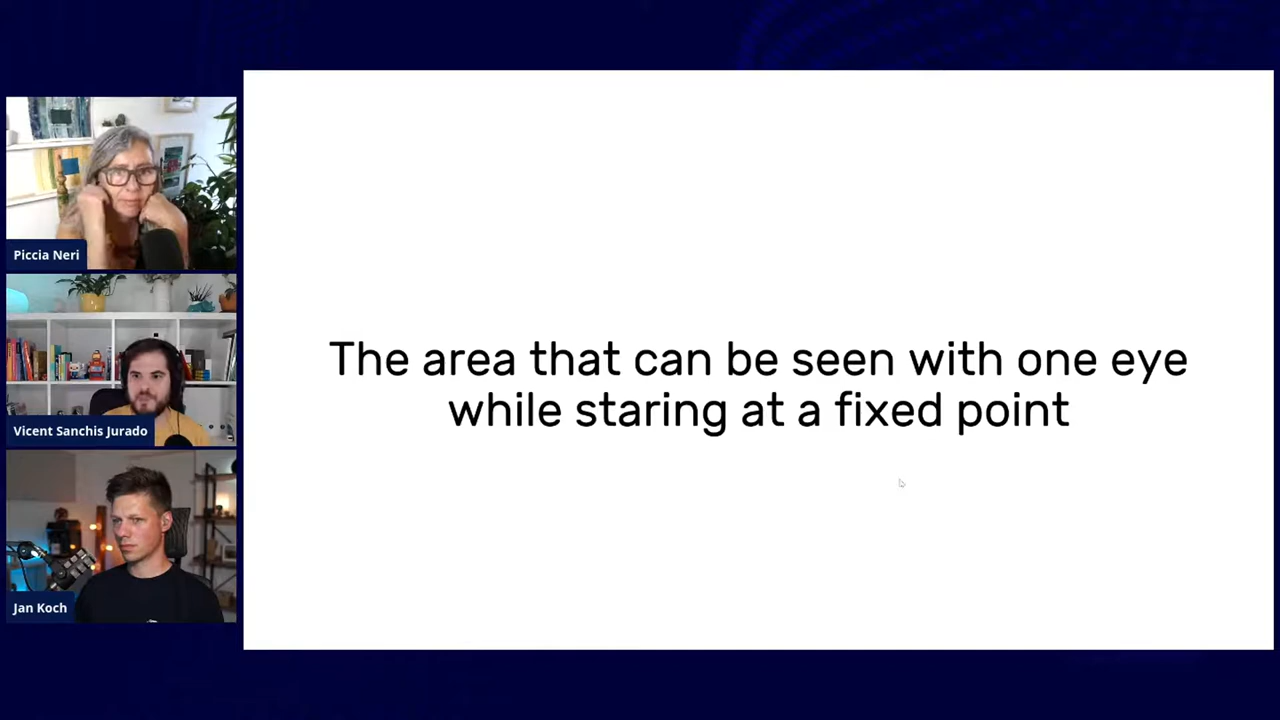 Piccia Neri
Vicent Sanchis Jurado
Jan Koch
The area that can be seen with one eye
while staring at a fixed point